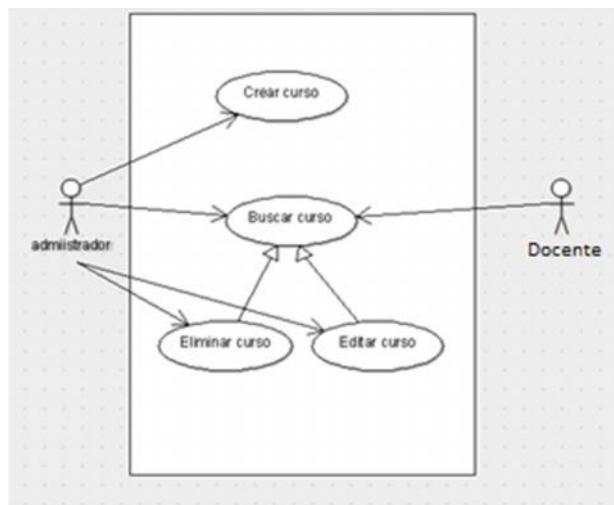 Crear curso
Buscar curso
admiistrador
Docente
Eliminar curso
Editar curso